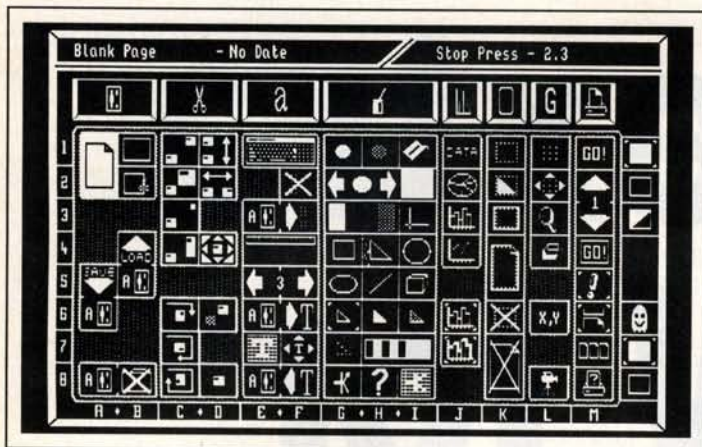 Blank Page - No Date Stop Press - 2.3
a G
1 DATA GO!
2
3 A 1
4 LOAD GO!
5 SAVE A 3
6 A A T X,Y
7 T T
8 A A T ?
A • B C • D E • F G • H • I J K L M